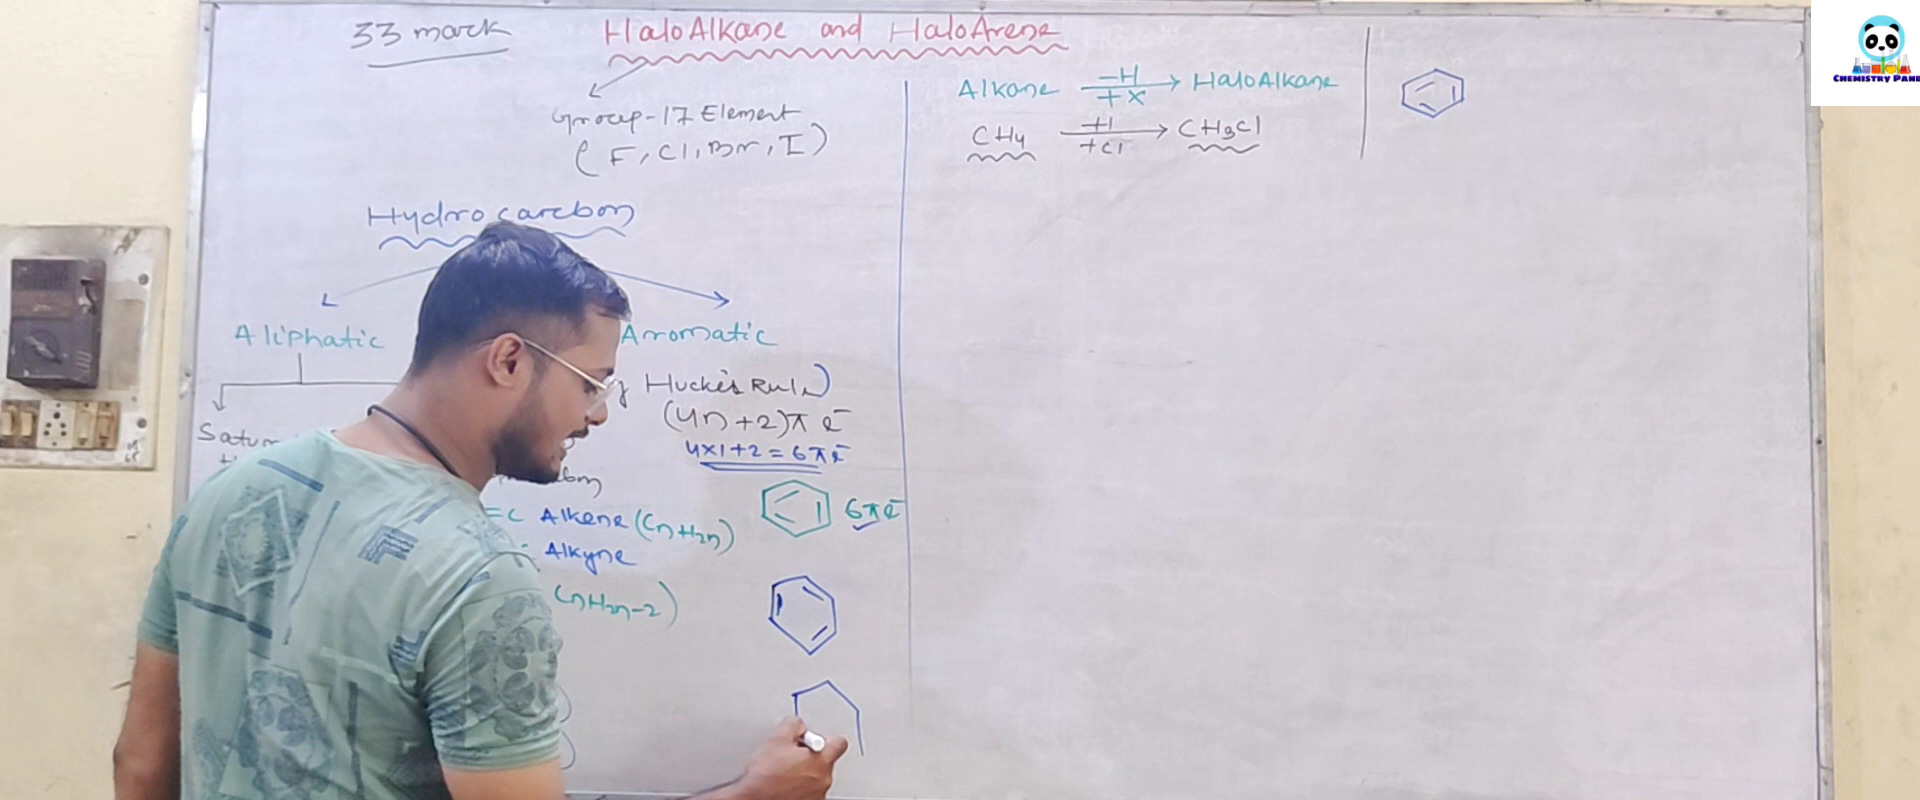 33 mark
HaloAlkane and HaloArene
Group-17 Element
(F, Cl, Br, I)
Hydrocarbon
Aliphatic
Aromatic
Huckel's Rule)
(4n+2)π e⁻
4×1+2=6π e⁻
6π e⁻
=C Alkene (CnH2n)
Alkyne
CnH2n-2)
Alkane -H +X → HaloAlkane
CH4 +Cl → CH3Cl
CHEMISTRY PAND